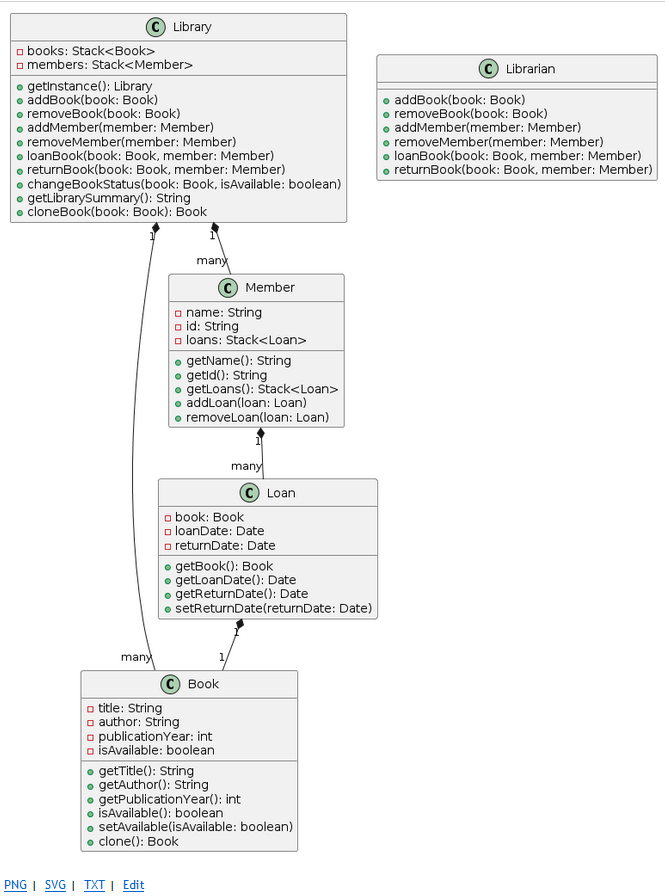 C Library
books: Stack<Book>
members: Stack<Member>
getInstance(): Library
addBook(book: Book)
removeBook(book: Book)
addMember(member: Member)
removeMember(member: Member)
loanBook(book: Book, member: Member)
returnBook(book: Book, member: Member)
changeBookStatus(book: Book, isAvailable: boolean)
getLibrarySummary(): String
cloneBook(book: Book): Book
C Librarian
addBook(book: Book)
removeBook(book: Book)
addMember(member: Member)
removeMember(member: Member)
loanBook(book: Book, member: Member)
returnBook(book: Book, member: Member)
1
1
many
C Member
name: String
id: String
loans: Stack<Loan>
getName(): String
getId(): String
getLoans(): Stack<Loan>
addLoan(loan: Loan)
removeLoan(loan: Loan)
1
many
C Loan
book: Book
loanDate: Date
returnDate: Date
getBook(): Book
getLoanDate(): Date
getReturnDate(): Date
setReturnDate(returnDate: Date)
1
many
1
C Book
title: String
author: String
publicationYear: int
isAvailable: boolean
getTitle(): String
getAuthor(): String
getPublicationYear(): int
isAvailable(): boolean
setAvailable(isAvailable: boolean)
clone(): Book
PNG | SVG | TXT | Edit